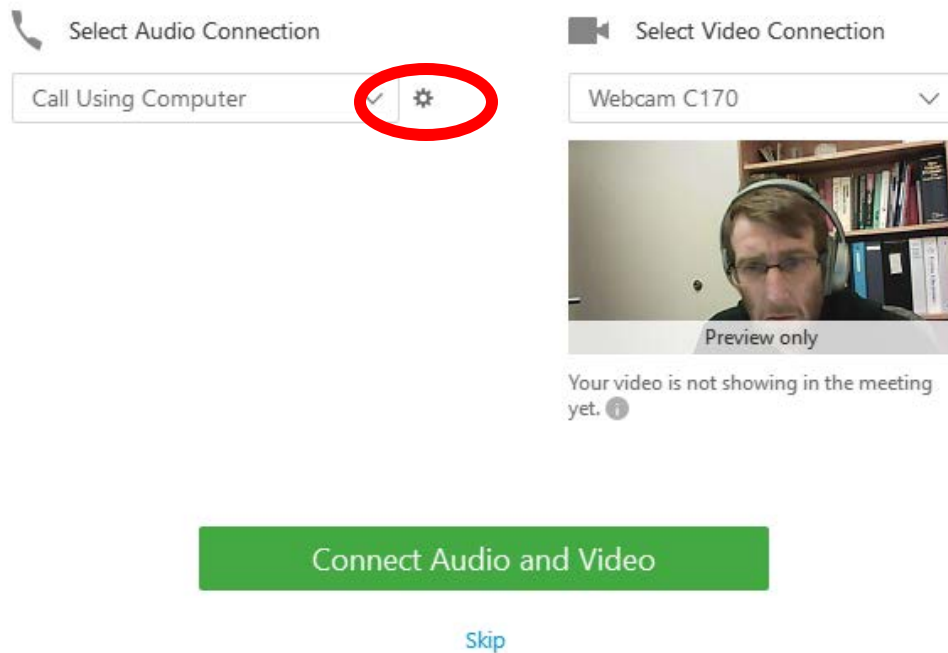 Select Audio Connection
Select Video Connection
Call Using Computer
Webcam C170
Preview only
Your video is not showing in the meeting
yet.
Connect Audio and Video
Skip